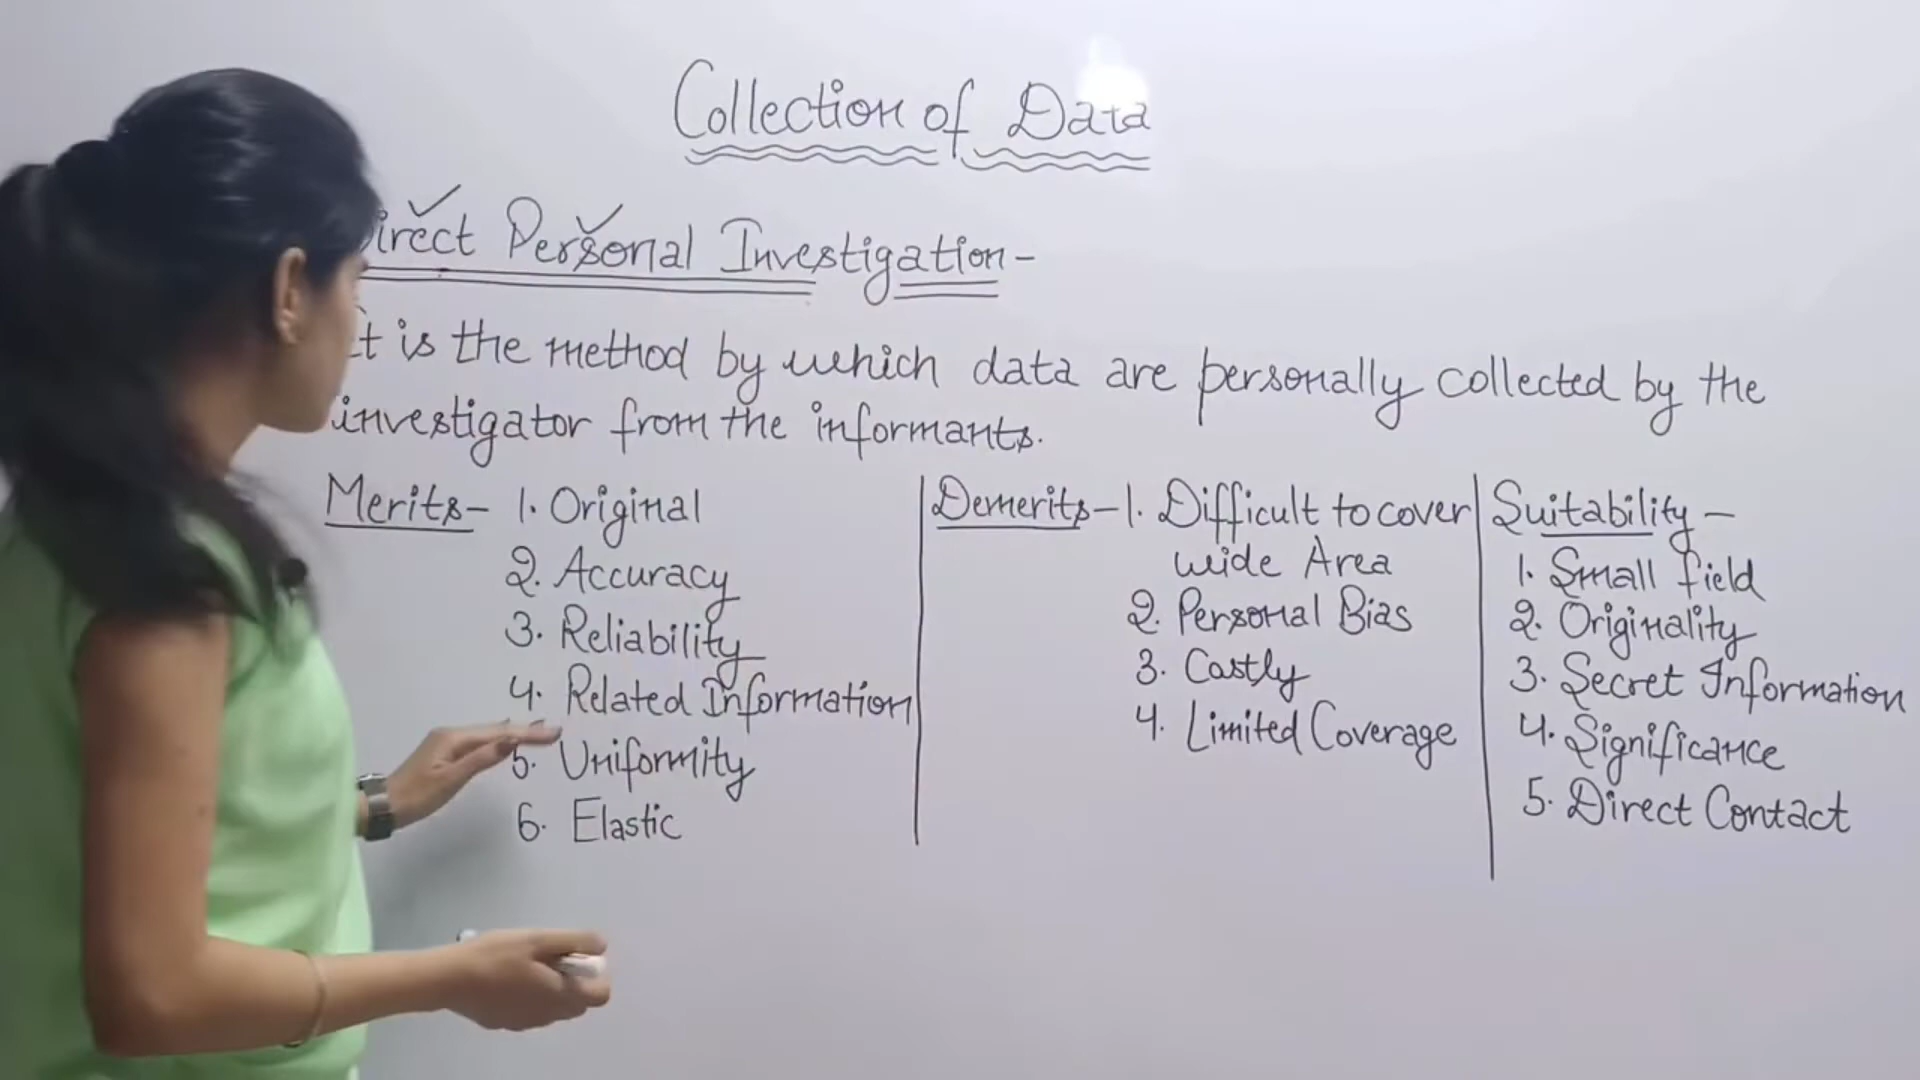 Collection of Data
irect Personal Investigation-
It is the method by which data are personally collected by the
investigator from the informants.
Merits- 1. Original
2. Accuracy
3. Reliability
4. Related Information
5. Uniformity
6. Elastic
Demerits- 1. Difficult to cover
wide Area
2. Personal Bias
3. Costly
4. Limited Coverage
Suitability-
1. Small field
2. Originality
3. Secret Information
4. Significance
5. Direct Contact